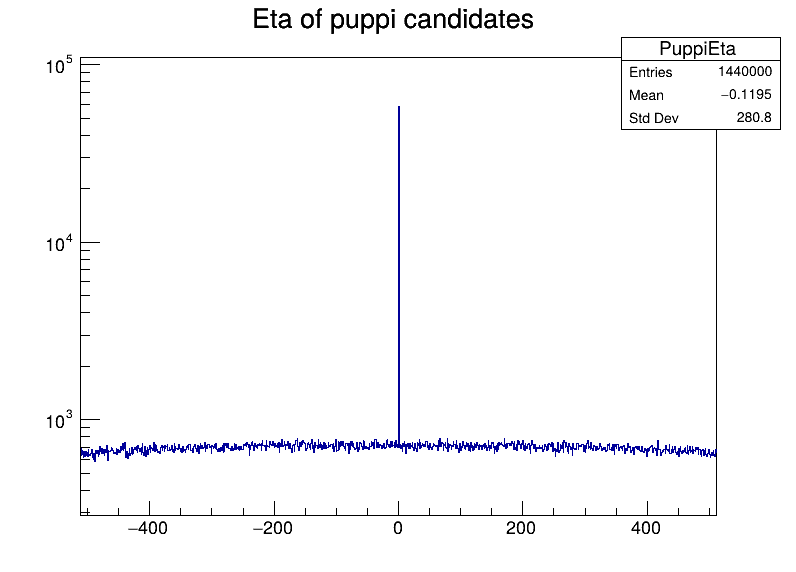 Eta of puppi candidates
PuppiEta
Entries 1440000
Mean −0.1195
Std Dev 280.8
10^5
10^4
10^3
−400 −200 0 200 400